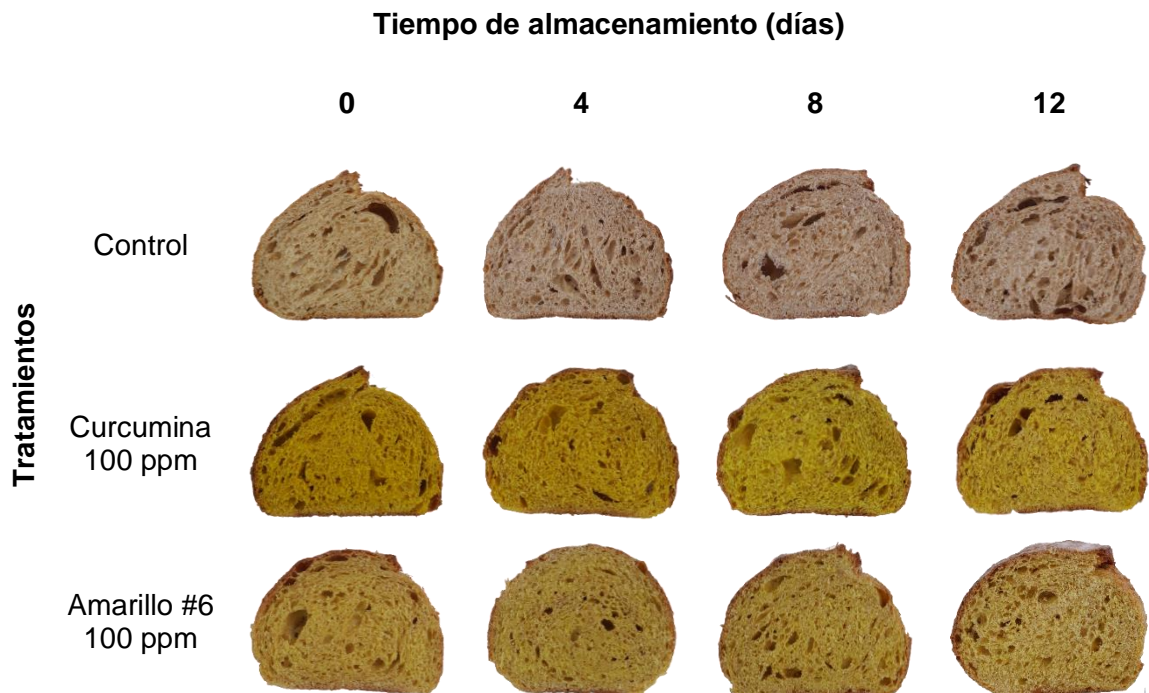 Tiempo de almacenamiento (días)
0 4 8 12
Tratamientos
Control
Curcumina
100 ppm
Amarillo #6
100 ppm